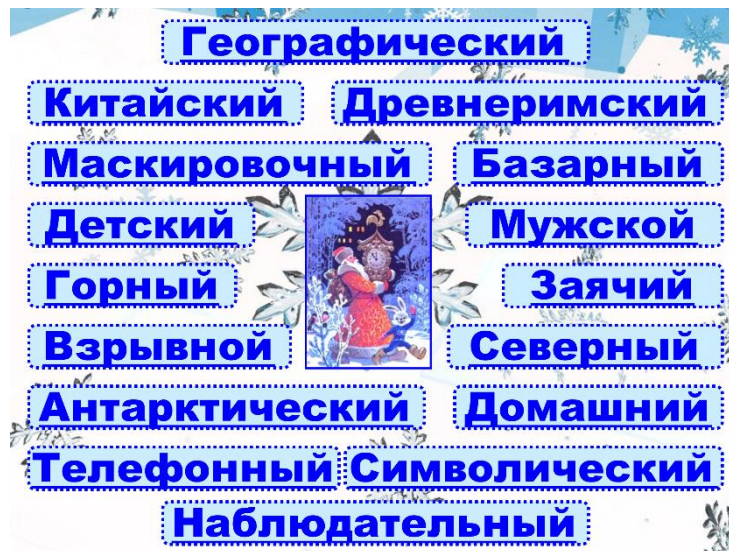 Географический
Китайский Древнеримский
Маскировочный Базарный
Детский Мужской
Горный Заячий
Взрывной Северный
Антарктический Домашний
Телефонный Символический
Наблюдательный